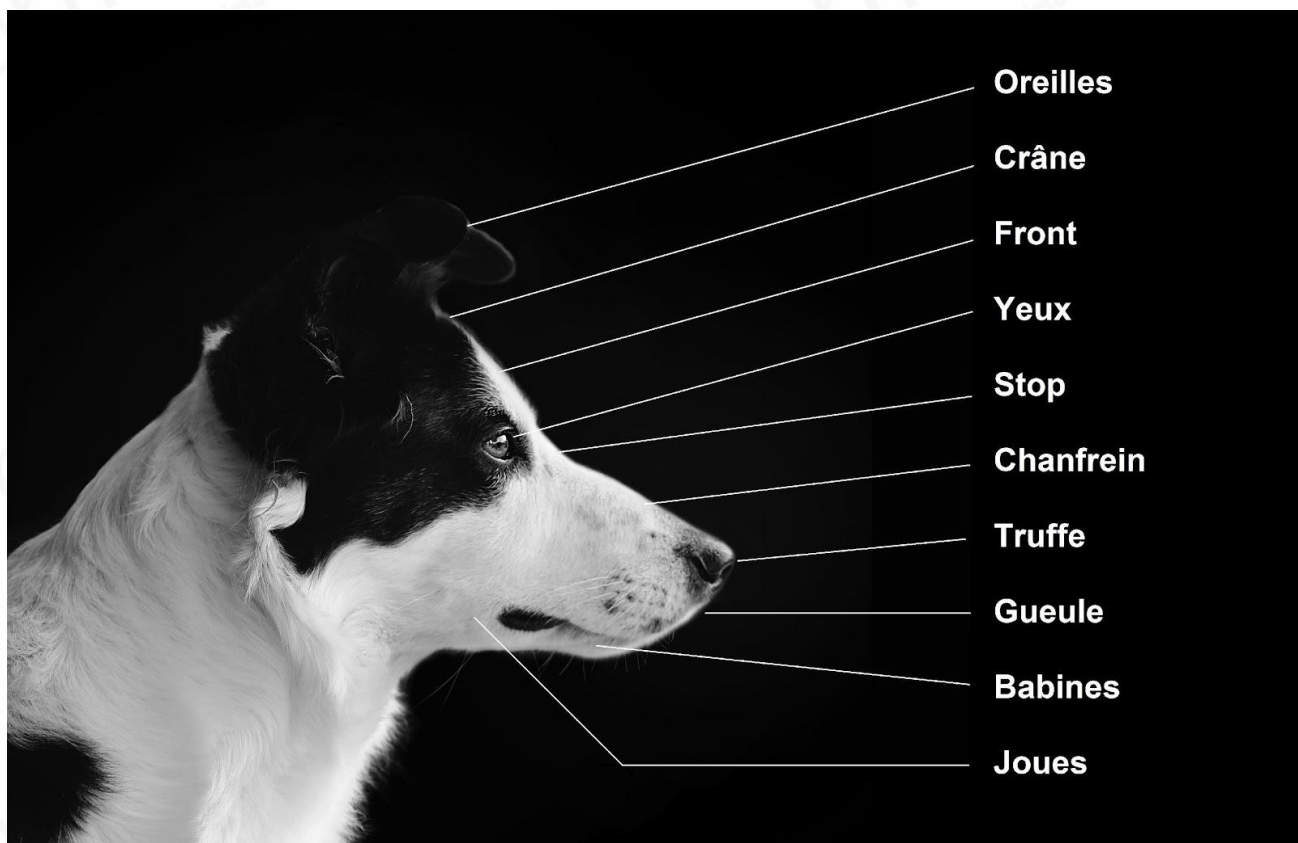 Oreilles
Crâne
Front
Yeux
Stop
Chanfrein
Truffe
Gueule
Babines
Joues